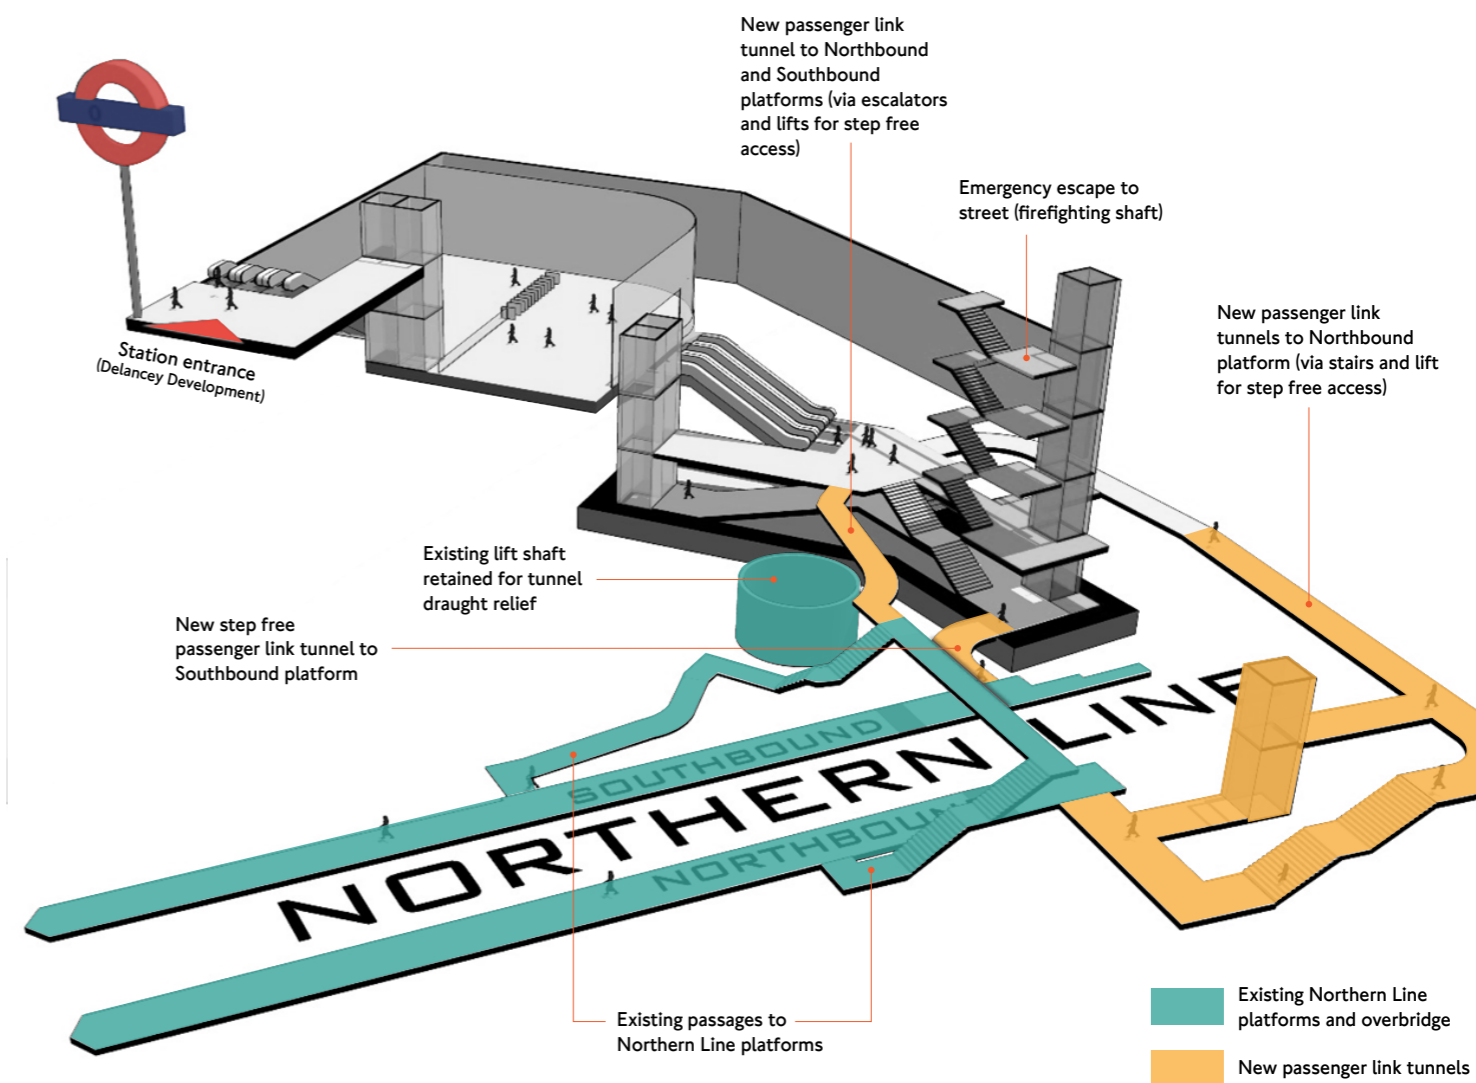 New passenger link
tunnel to Northbound
and Southbound
platforms (via escalators
and lifts for step free
access)
Emergency escape to
street (firefighting shaft)
New passenger link
tunnels to Northbound
platform (via stairs and lift
for step free access)
Station entrance
(Delancey Development)
Existing lift shaft
retained for tunnel
draught relief
New step free
passenger link tunnel to
Southbound platform
SOUTHBOUND
NORTHERN LINE
NORTHBOUND
Existing passages to
Northern Line platforms
Existing Northern Line
platforms and overbridge
New passenger link tunnels